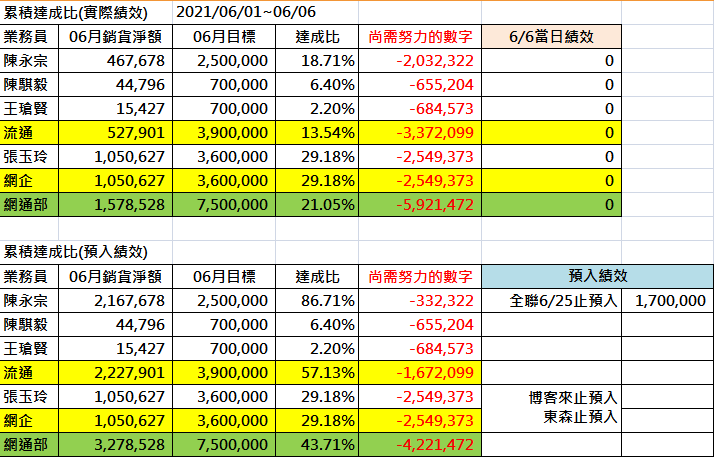 累積達成比(實際績效) 2021/06/01~06/06
業務員 06月銷貨淨額 06月目標 達成比 尚需努力的數字 6/6當日績效
陳永宗 467,678 2,500,000 18.71% -2,032,322 0
陳騏毅 44,796 700,000 6.40% -655,204 0
王瑲賢 15,427 700,000 2.20% -684,573 0
流通 527,901 3,900,000 13.54% -3,372,099 0
張玉玲 1,050,627 3,600,000 29.18% -2,549,373 0
網企 1,050,627 3,600,000 29.18% -2,549,373 0
網通部 1,578,528 7,500,000 21.05% -5,921,472 0
累積達成比(預入績效)
業務員 06月銷貨淨額 06月目標 達成比 尚需努力的數字 預入績效
陳永宗 2,167,678 2,500,000 86.71% -332,322 全聯6/25止預入 1,700,000
陳騏毅 44,796 700,000 6.40% -655,204
王瑲賢 15,427 700,000 2.20% -684,573
流通 2,227,901 3,900,000 57.13% -1,672,099
張玉玲 1,050,627 3,600,000 29.18% -2,549,373 博客來止預入
網企 1,050,627 3,600,000 29.18% -2,549,373 東森止預入
網通部 3,278,528 7,500,000 43.71% -4,221,472